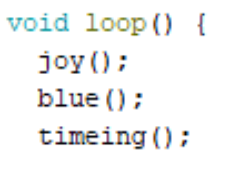 void loop() {
  joy();
  blue();
  timeing();